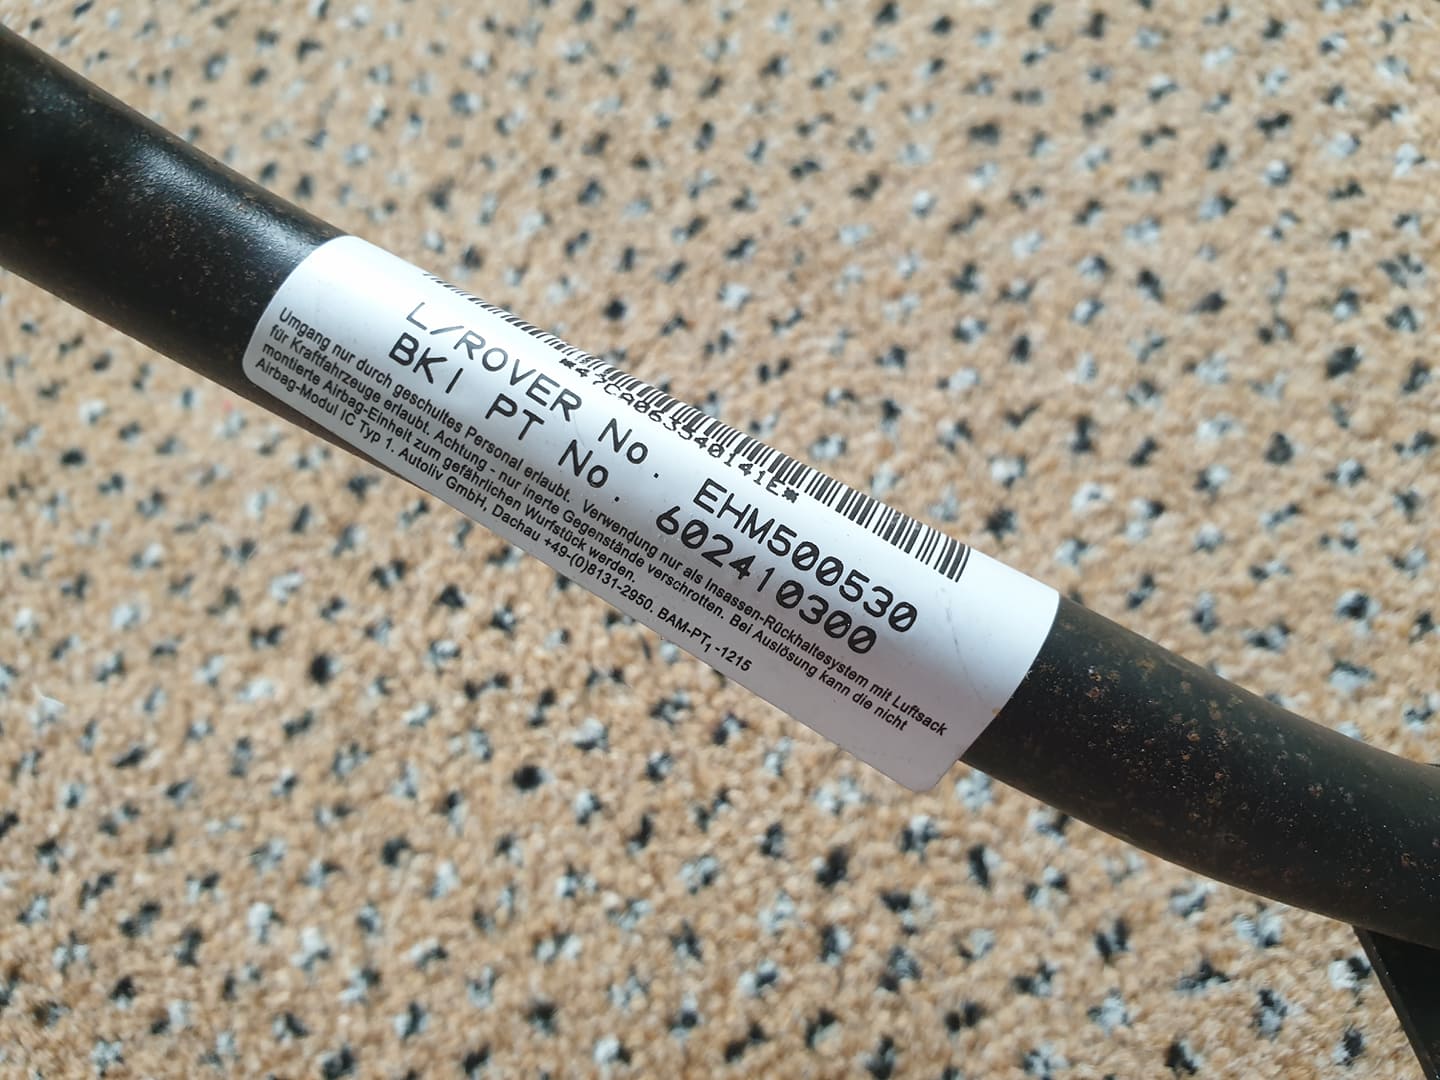 *47CA063540141E*
L/ROVER No. EHM500530
BKI PT No. 602410300
Umgang nur durch geschultes Personal erlaubt. Verwendung nur als Insassen-Rückhaltesystem mit Luftsack
für Kraftfahrzeuge erlaubt. Achtung - nur inerte Gegenstände verschrotten. Bei Auslösung kann die nicht
montierte Airbag-Einheit zum gefährlichen Wurfstück werden.
Airbag-Modul IC Typ 1. Autoliv GmbH, Dachau +49-(0)8131-2950. BAM-PT₁-1215